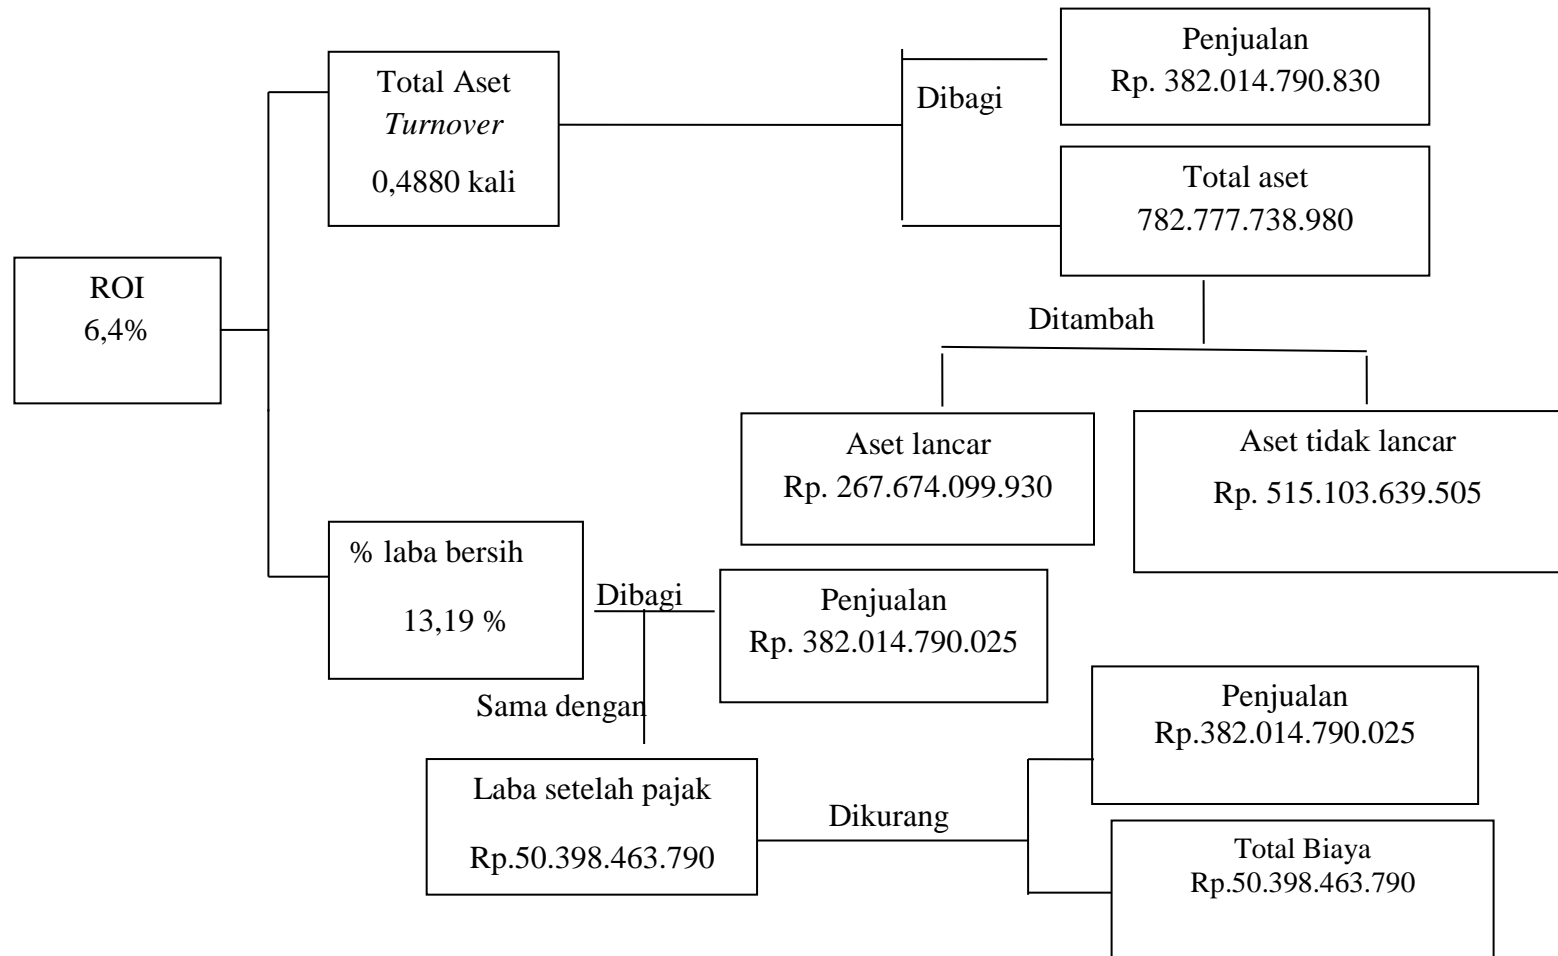 Penjualan
Rp. 382.014.790.830
Total Aset
Turnover
0,4880 kali
Dibagi
Total aset
782.777.738.980
ROI
6,4%
Ditambah
Aset lancar
Rp. 267.674.099.930
Aset tidak lancar
Rp. 515.103.639.505
% laba bersih
13,19 %
Dibagi
Penjualan
Rp. 382.014.790.025
Sama dengan
Penjualan
Rp.382.014.790.025
Laba setelah pajak
Rp.50.398.463.790
Dikurang
Total Biaya
Rp.50.398.463.790